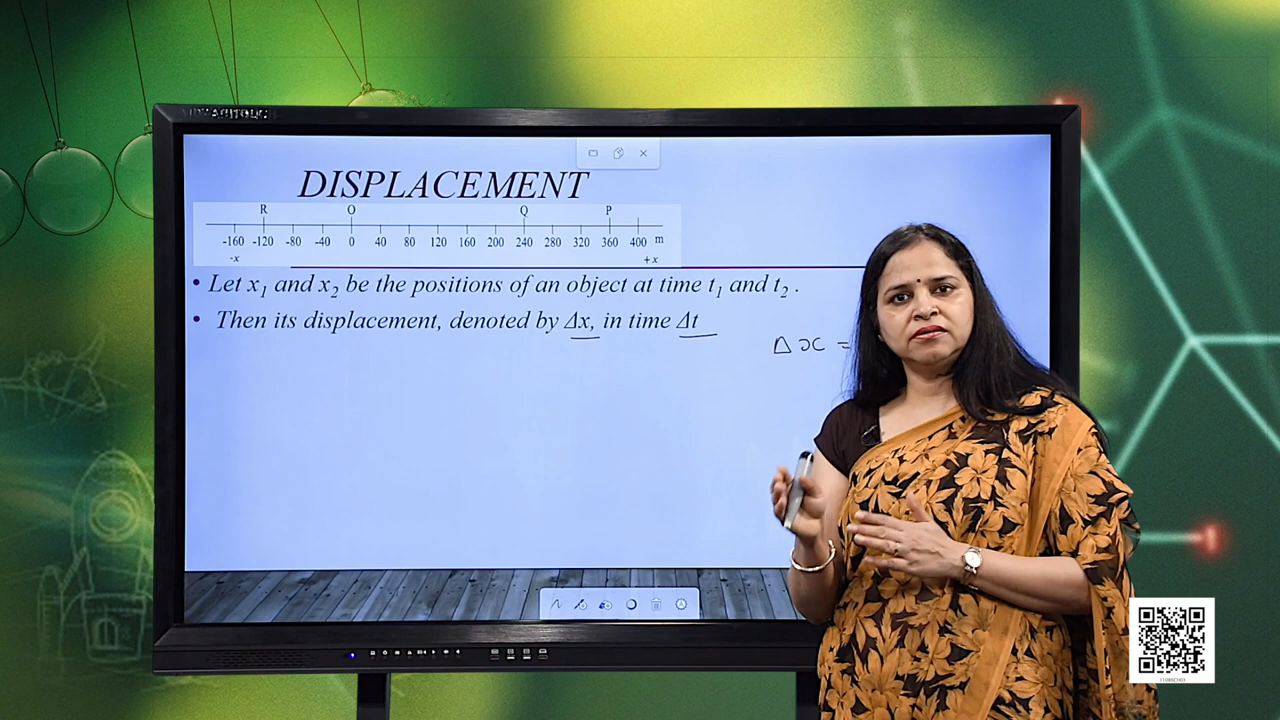 DISPLACEMENT
R O Q P
-160 -120 -80 -40 0 40 80 120 160 200 240 280 320 360 400 m
-x +x
• Let x₁ and x₂ be the positions of an object at time t₁ and t₂ .
• Then its displacement, denoted by Δx, in time Δt
Δx =